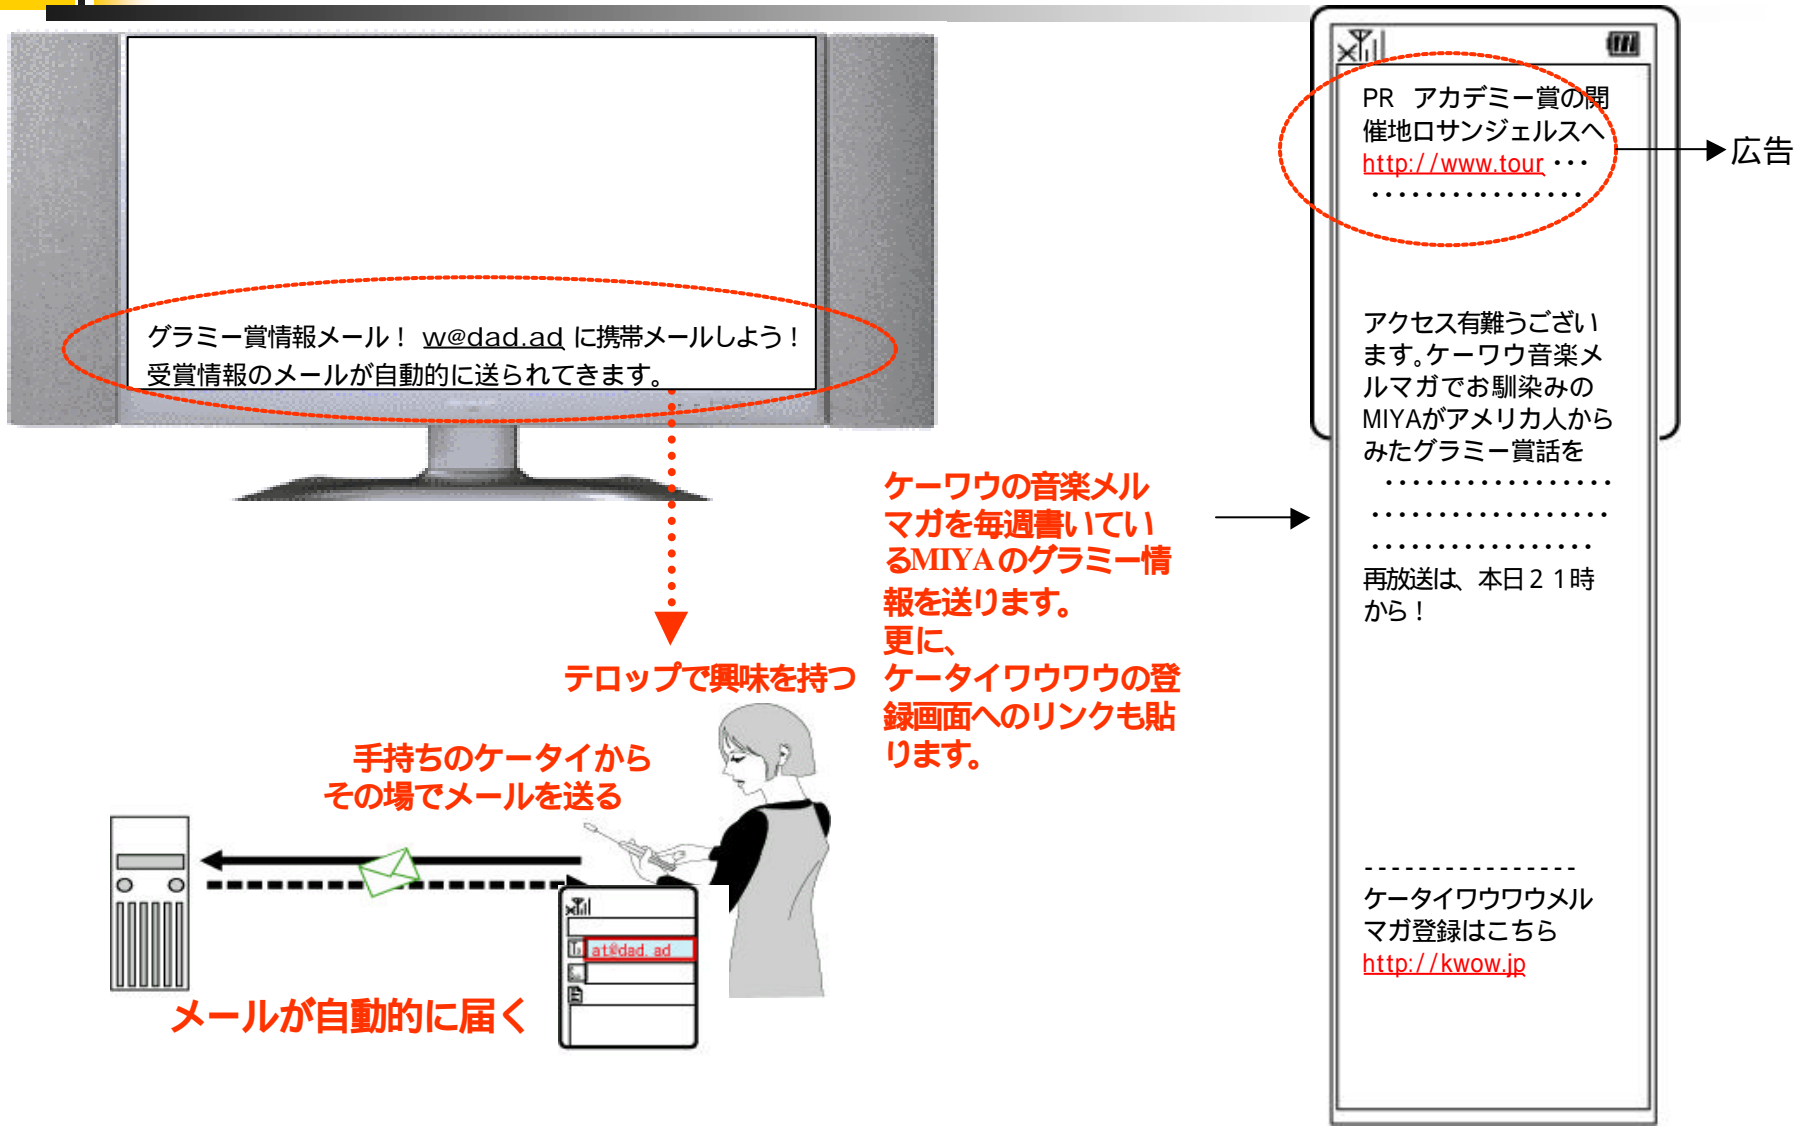 グラミー賞情報メール！ w@dad.ad に携帯メールしよう！
受賞情報のメールが自動的に送られてきます。
テロップで興味を持つ
手持ちのケータイから
その場でメールを送る
at@dad.ad
メールが自動的に届く
ケーワウの音楽メル
マガを毎週書いてい
るMIYAのグラミー情
報を送ります。
更に、
ケータイワウワウの登
録画面へのリンクも貼
ります。
PR　アカデミー賞の開
催地ロサンジェルスへ
http://www.tour・・・
・・・・・・・・・・・・・・・・
広告
アクセス有難うござい
ます。ケーワウ音楽メ
ルマガでお馴染みの
MIYAがアメリカ人から
みたグラミー賞話を
・・・・・・・・・・・・・・・・・
・・・・・・・・・・・・・・・・・・
・・・・・・・・・・・・・・・・・
再放送は、本日２１時
から！
----------------
ケータイワウワウメル
マガ登録はこちら
http://kwow.jp